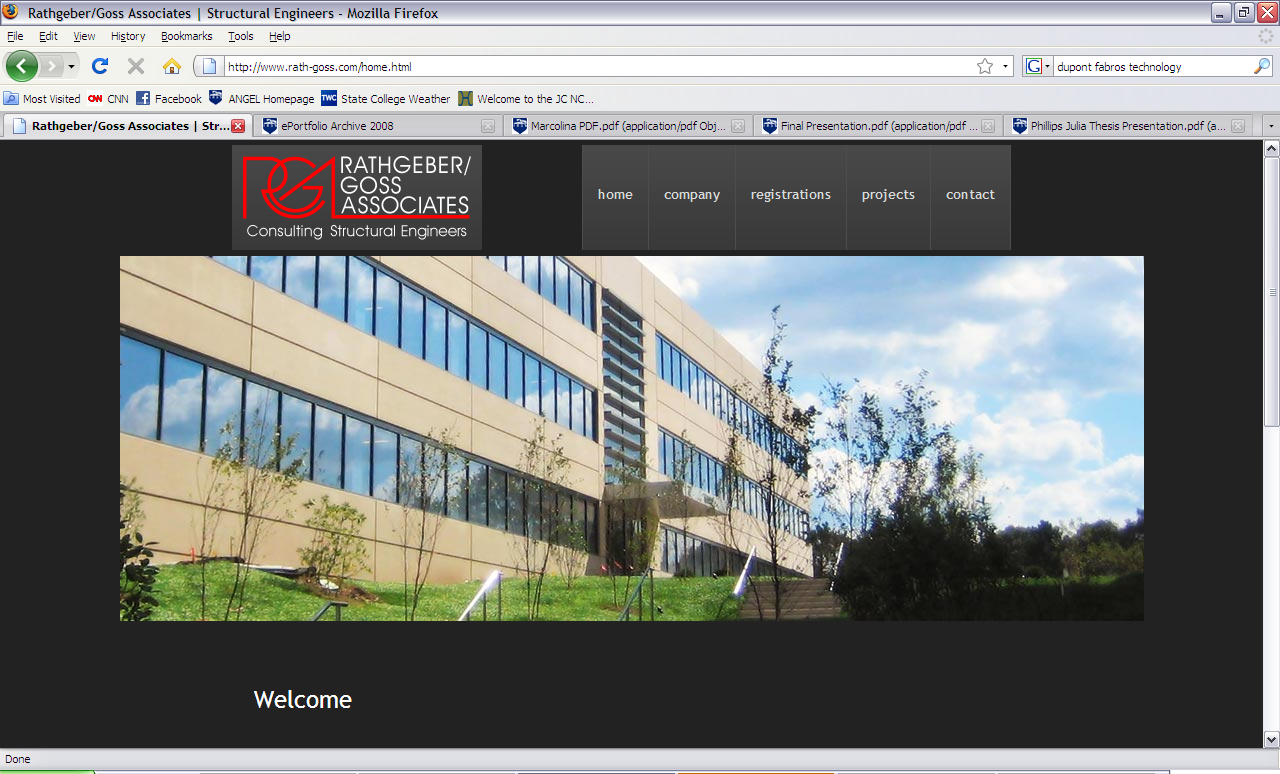 Rathgeber/Goss Associates | Structural Engineers - Mozilla Firefox
File Edit View History Bookmarks Tools Help
http://www.rath-goss.com/home.html
G dupont fabros technology
Most Visited CNN CNN Facebook ANGEL Homepage TWC State College Weather Welcome to the JC NC...
Rathgeber/Goss Associates | Str... ePortfolio Archive 2008 Marcolina PDF.pdf (application/pdf Obj... Final Presentation.pdf (application/pdf ... Phillips Julia Thesis Presentation.pdf (a...
RGA RATHGEBER/
GOSS
ASSOCIATES
Consulting Structural Engineers
home company registrations projects contact
Welcome
Done